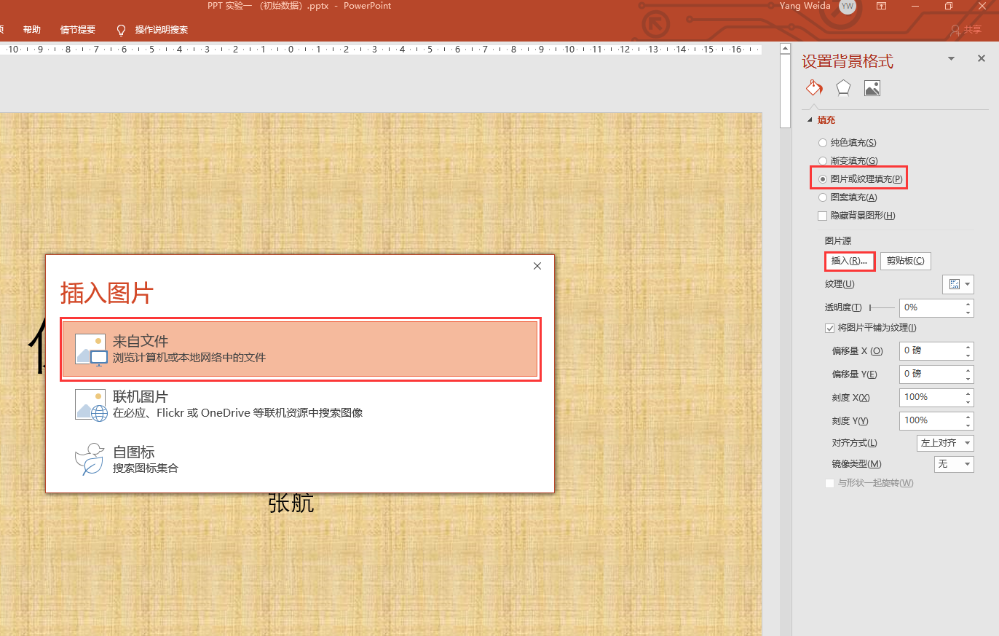 PPT 实验一 （初始数据）.pptx - PowerPoint
Yang Weida YW
帮助 情节提要 操作说明搜索 共享
10 9 8 7 6 5 4 3 2 1 0 1 2 3 4 5 6 7 8 9 10 11 12 13 14 15 16
设置背景格式
填充
纯色填充(S)
渐变填充(G)
图片或纹理填充(P)
图案填充(A)
隐藏背景图形(H)
图片源
插入(R)... 剪贴板(C)
纹理(U)
透明度(T) 0%
将图片平铺为纹理(I)
偏移量 X (O) 0 磅
偏移量 Y(E) 0 磅
刻度 X(X) 100%
刻度 Y(Y) 100%
对齐方式(L) 左上对齐
镜像类型(M) 无
与形状一起旋转(W)
插入图片
来自文件
浏览计算机或本地网络中的文件
联机图片
在必应、Flickr 或 OneDrive 等联机资源中搜索图像
自图标
搜索图标集合
张航